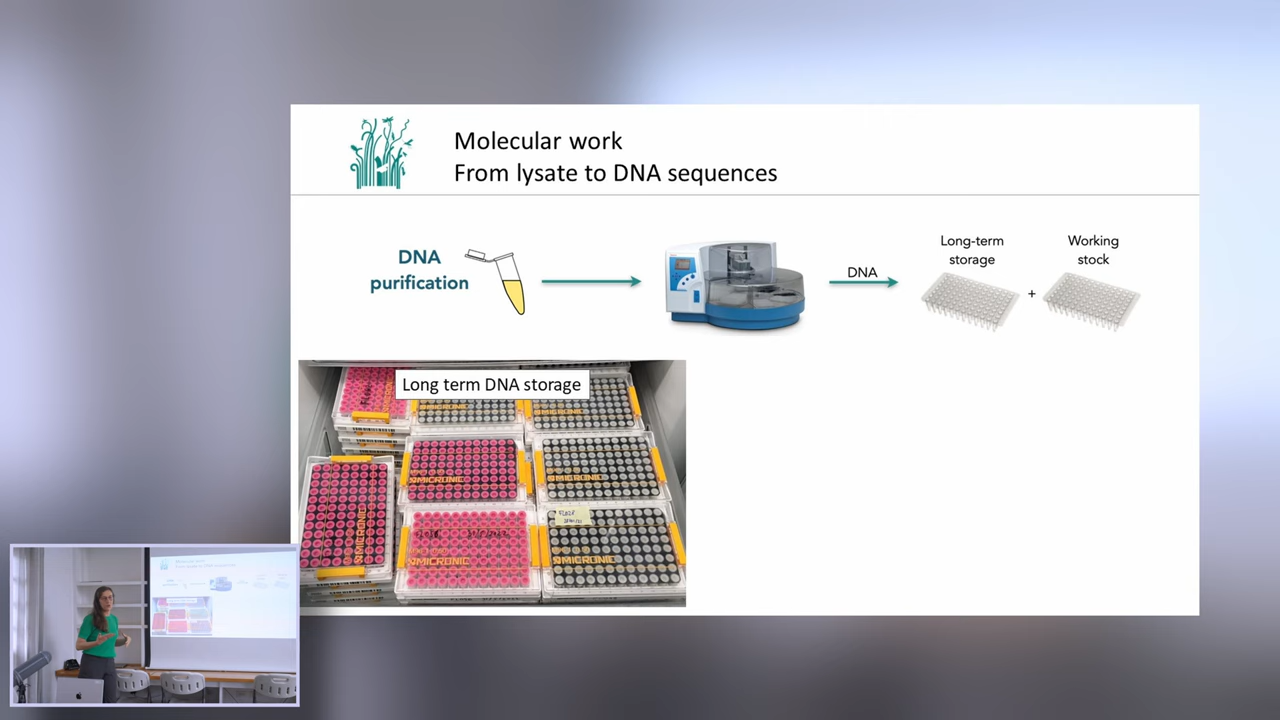 Molecular work
From lysate to DNA sequences
DNA
purification
DNA
Long-term
storage
+
Working
stock
Long term DNA storage
MICRONIC
MICRONIC
MICRONIC
MICRONIC
MICRONIC